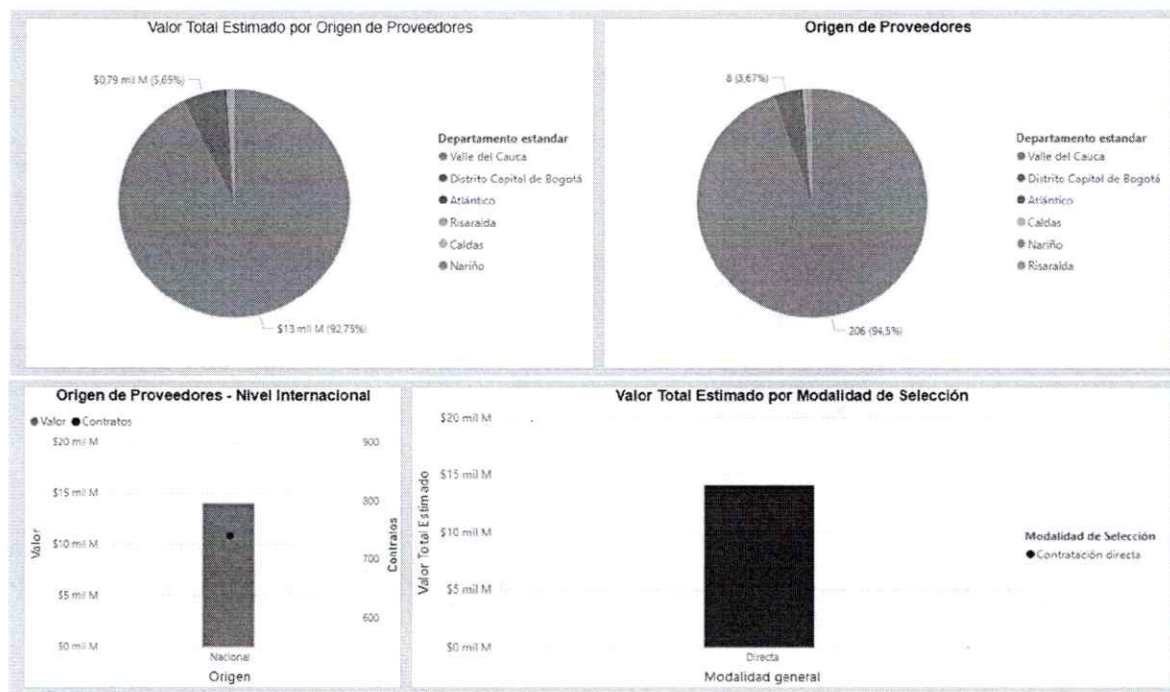 Valor Total Estimado por Origen de Proveedores
$0,79 mil M (5,65%)
Departamento estandar
Valle del Cauca
Distrito Capital de Bogotá
Atlántico
Risaralda
Caldas
Nariño
$13 mil M (92,75%)
Origen de Proveedores
8 (3,67%)
Departamento estandar
Valle del Cauca
Distrito Capital de Bogotá
Atlántico
Caldas
Nariño
Risaralda
206 (94,5%)
Origen de Proveedores - Nivel Internacional
Valor Contratos
$20 mil M
$15 mil M
$10 mil M
$5 mil M
$0 mil M
Valor
900
800
700
600
Contratos
Nacional
Origen
Valor Total Estimado por Modalidad de Selección
$20 mil M
$15 mil M
$10 mil M
$5 mil M
$0 mil M
Valor Total Estimado
Directa
Modalidad general
Modalidad de Selección
Contratación directa